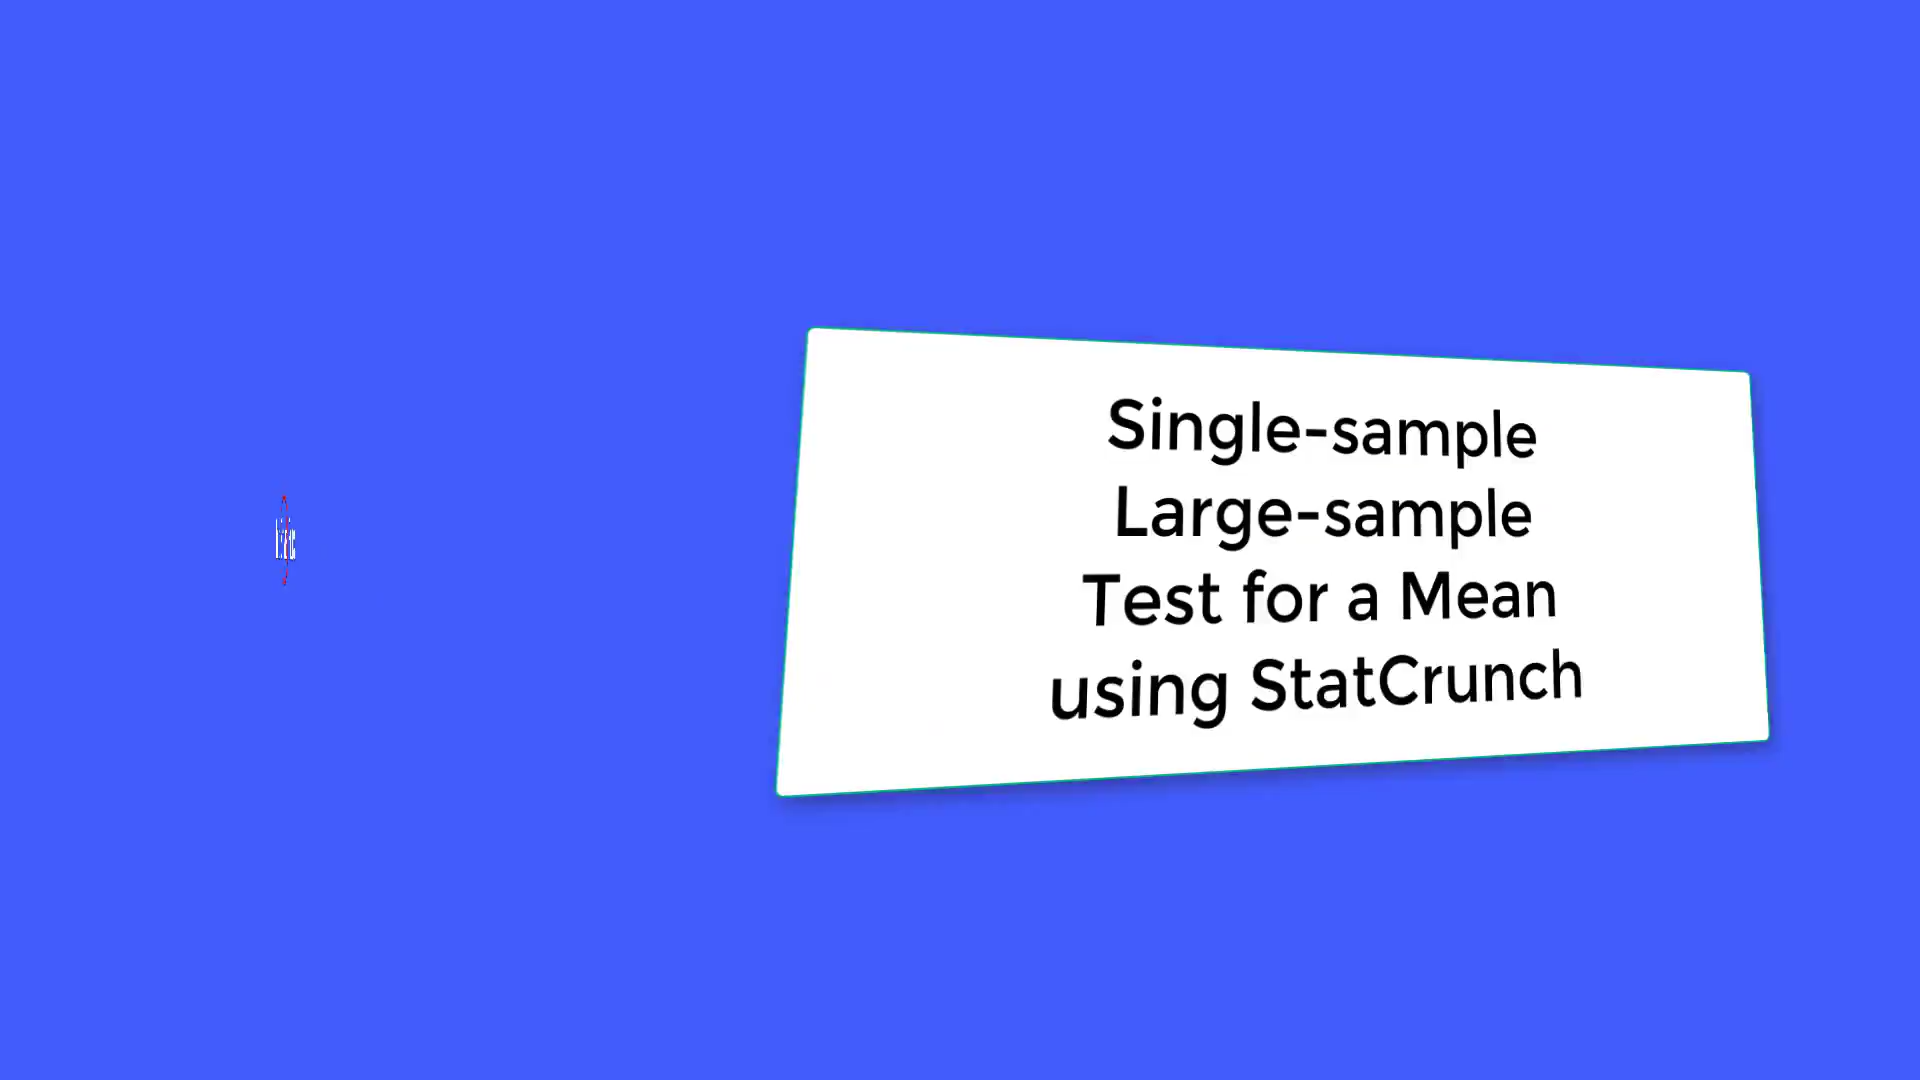 Single-sample
Large-sample
Test for a Mean
using StatCrunch